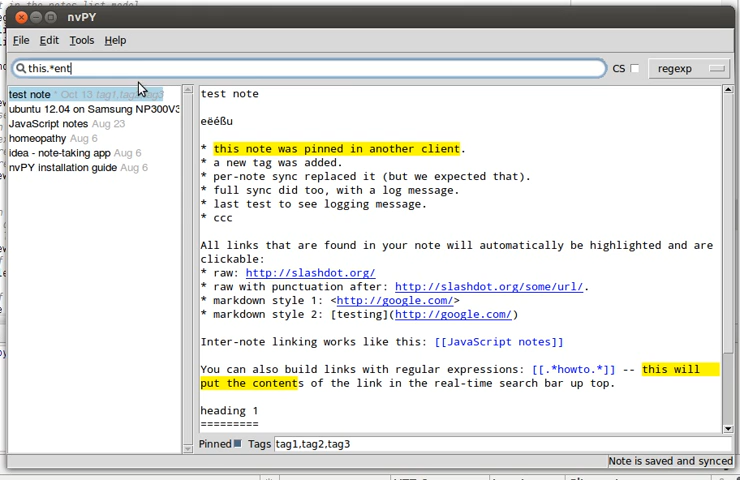 nvPY
File Edit Tools Help
this.*ent
CS
regexp
test note * Oct 13 tag1,tag2,tag3
ubuntu 12.04 on Samsung NP300V3
JavaScript notes Aug 23
homeopathy Aug 6
idea - note-taking app Aug 6
nvPY installation guide Aug 6
test note
eëéßu
* this note was pinned in another client.
* a new tag was added.
* per-note sync replaced it (but we expected that).
* full sync did too, with a log message.
* last test to see logging message.
* ccc
All links that are found in your note will automatically be highlighted and are
clickable:
* raw: http://slashdot.org/
* raw with punctuation after: http://slashdot.org/some/url/.
* markdown style 1: <http://google.com/>
* markdown style 2: [testing](http://google.com/)
Inter-note linking works like this: [[JavaScript notes]]
You can also build links with regular expressions: [[.*howto.*]] -- this will
put the contents of the link in the real-time search bar up top.
heading 1
=========
Pinned Tags tag1,tag2,tag3
Note is saved and synced